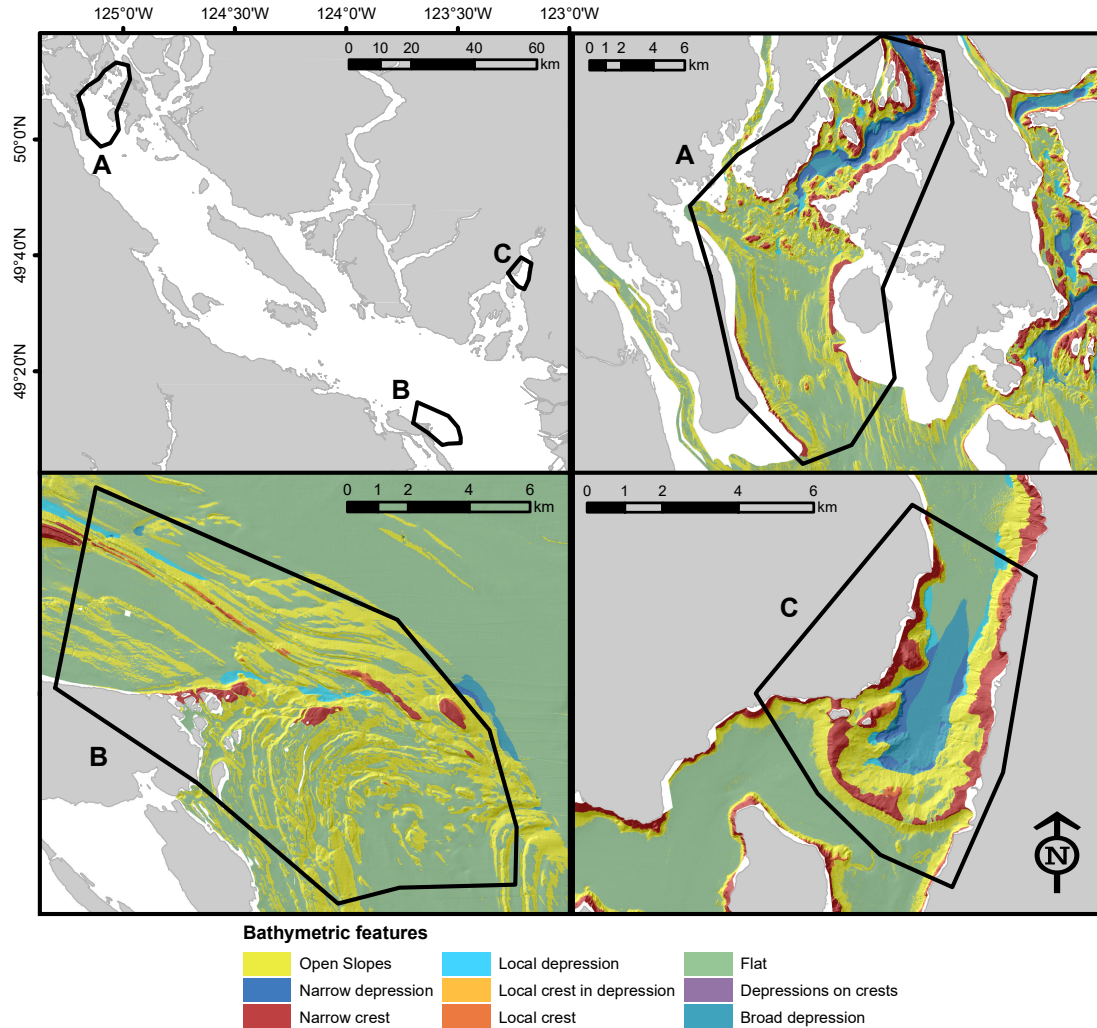 125°0'W 124°30'W 124°0'W 123°30'W 123°0'W
0 10 20 40 60
km
50°0'N
49°40'N
49°20'N
A
C
B
0 1 2 4 6
km
A
0 1 2 4 6
km
B
0 1 2 4 6
km
C
N
Bathymetric features
Open Slopes
Narrow depression
Narrow crest
Local depression
Local crest in depression
Local crest
Flat
Depressions on crests
Broad depression